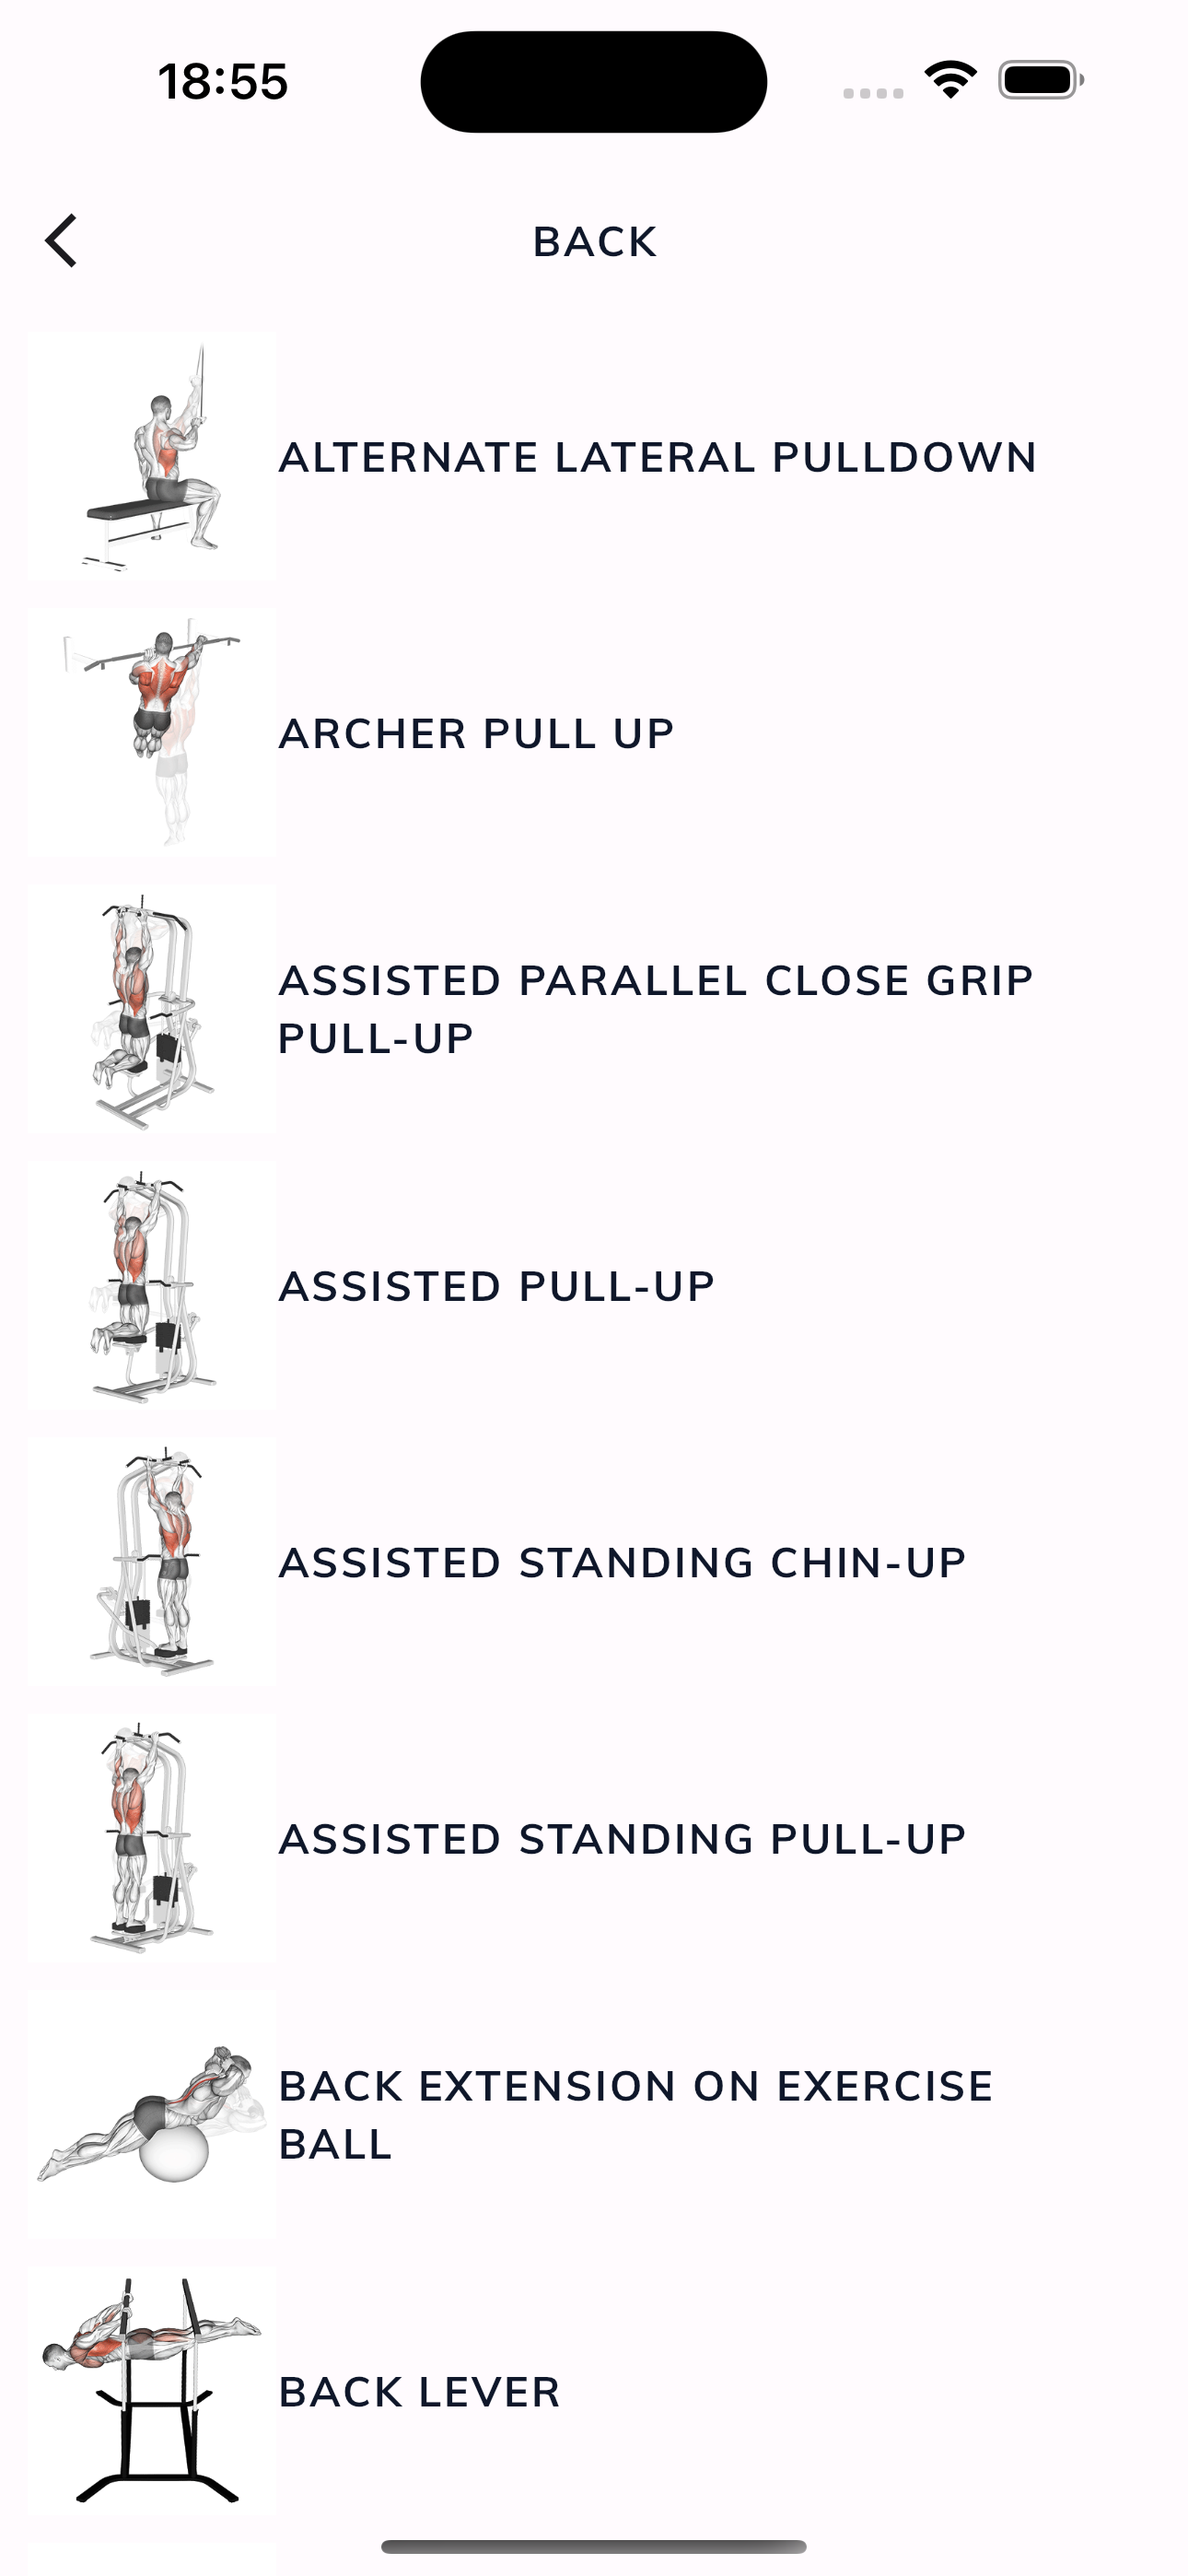 18:55
BACK
ALTERNATE LATERAL PULLDOWN
ARCHER PULL UP
ASSISTED PARALLEL CLOSE GRIP
PULL-UP
ASSISTED PULL-UP
ASSISTED STANDING CHIN-UP
ASSISTED STANDING PULL-UP
BACK EXTENSION ON EXERCISE
BALL
BACK LEVER